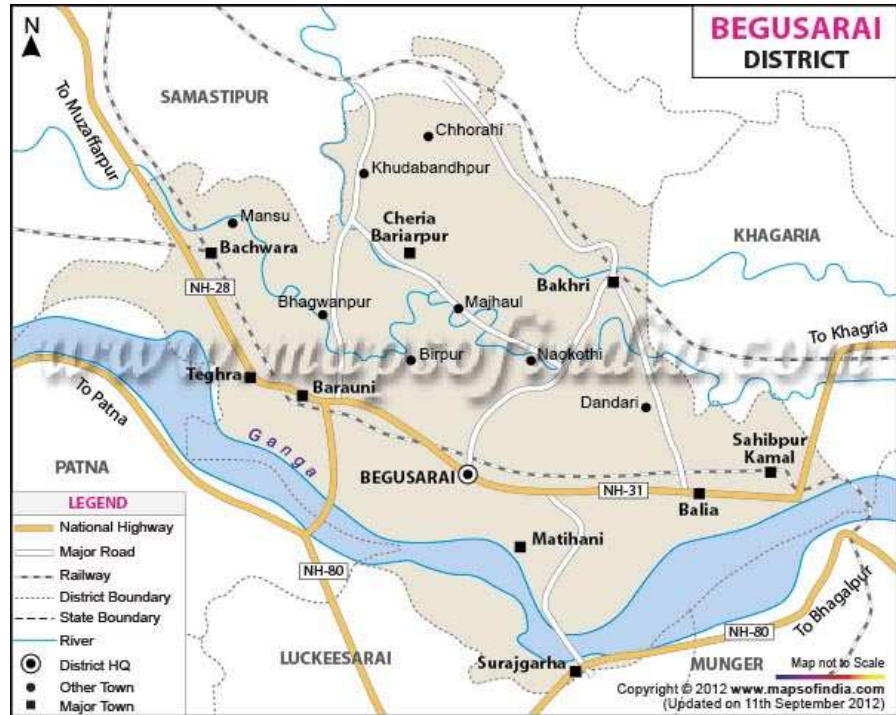 BEGUSARAI
DISTRICT
N
SAMASTIPUR
To Muzaffarpur
Chhorahi
Khudabandhpur
Mansu
Cheria
Bariarpur
KHAGARIA
Bachwara
NH-28
Bakhri
Bhagwanpur
Majhaul
www.mapsofindia.com
To Khagria
Birpur
Naokothi
Teghra
Barauni
To Patna
Dandari
Ganga
Sahibpur
Kamal
PATNA
BEGUSARAI
NH-31
Balia
LEGEND
National Highway
Major Road
Railway
District Boundary
State Boundary
River
District HQ
Other Town
Major Town
Matihani
NH-80
To Bhagalpur
NH-80
LUCKEESARAI
Surajgarha
MUNGER
Map not to Scale
Copyright © 2012 www.mapsofindia.com
(Updated on 11th September 2012)